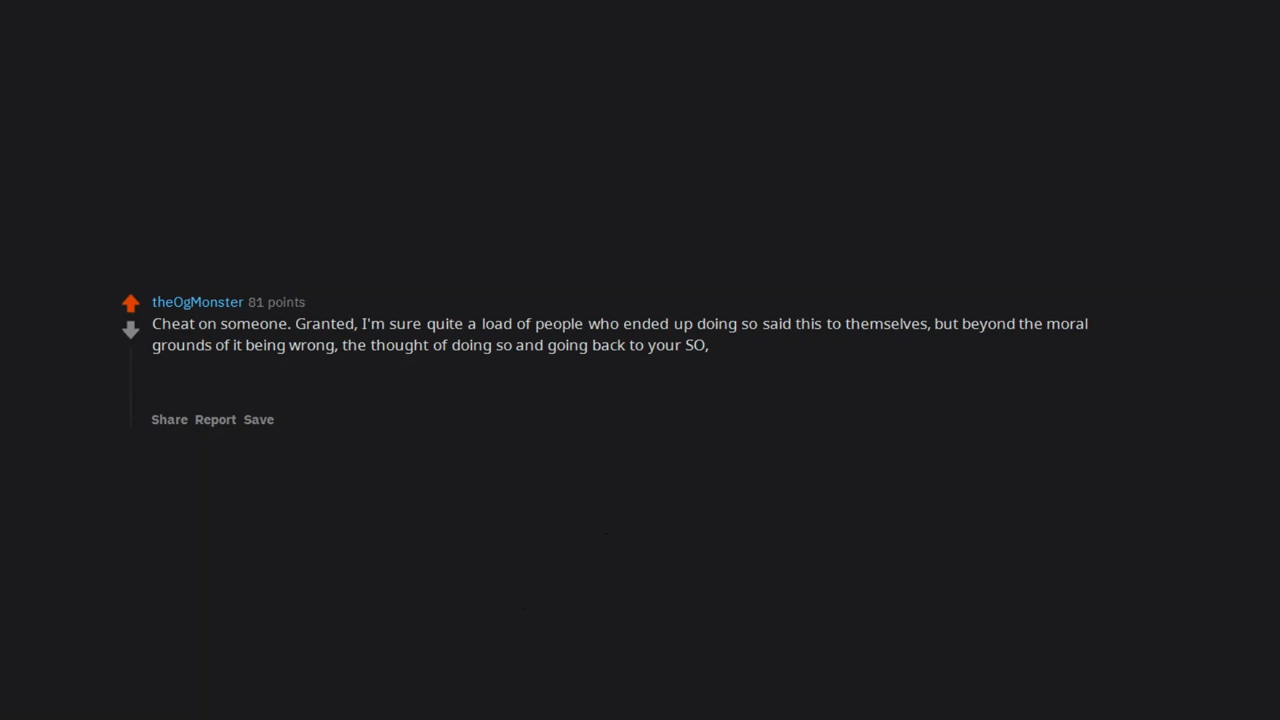 theOgMonster 81 points
Cheat on someone. Granted, I'm sure quite a load of people who ended up doing so said this to themselves, but beyond the moral
grounds of it being wrong, the thought of doing so and going back to your SO,
Share Report Save